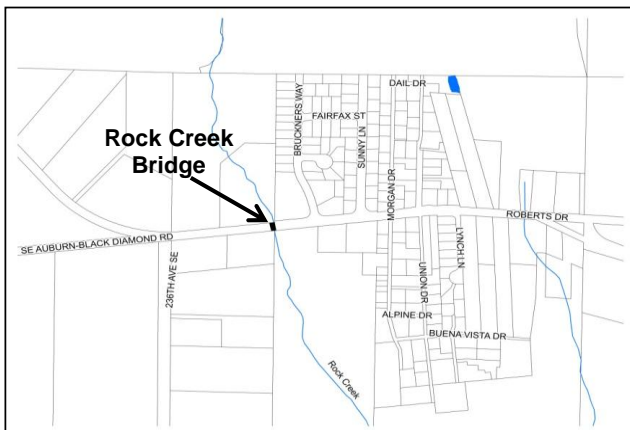 DAIL DR
BRUCKNERS WAY
FAIRFAX ST
SUNNY LN
Rock Creek
Bridge
MORGAN DR
ROBERTS DR
SE AUBURN-BLACK DIAMOND RD
LYNCH LN
236TH AVE SE
UNION DR
ALPINE DR
BUENA VISTA DR
Rock Creek